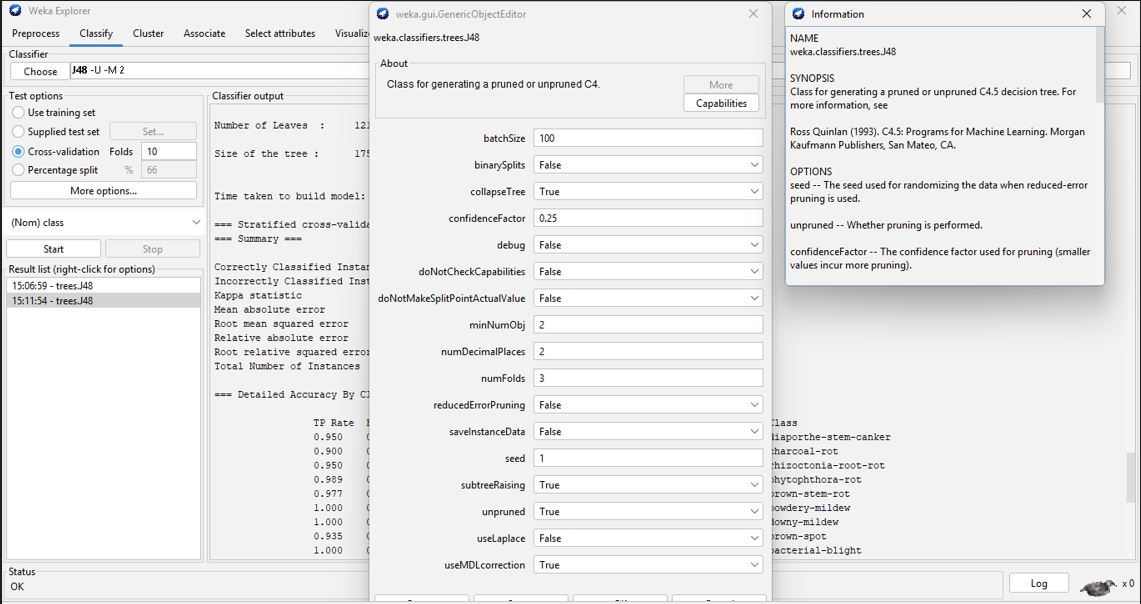 Weka Explorer
Preprocess Classify Cluster Associate Select attributes Visualiz
Classifier
Choose J48 -U -M 2
Test options
Use training set
Supplied test set Set...
Cross-validation Folds 10
Percentage split % 66
More options...
(Nom) class
Start Stop
Result list (right-click for options)
15:06:59 - trees.J48
15:11:54 - trees.J48
Classifier output
Number of Leaves : 121
Size of the tree : 175
Time taken to build model:
=== Stratified cross-valida
=== Summary ===
Correctly Classified Instan
Incorrectly Classified Inst
Kappa statistic
Mean absolute error
Root mean squared error
Relative absolute error
Root relative squared error
Total Number of Instances
=== Detailed Accuracy By Cl
TP Rate Class
0.950 diaporthe-stem-canker
0.900 charcoal-rot
0.950 rhizoctonia-root-rot
0.989 phytophthora-rot
0.977 brown-stem-rot
1.000 powdery-mildew
1.000 downy-mildew
0.935 brown-spot
1.000 bacterial-blight
Status
OK
Log
x 0
weka.gui.GenericObjectEditor
weka.classifiers.trees.J48
About
Class for generating a pruned or unpruned C4.
More
Capabilities
batchSize 100
binarySplits False
collapseTree True
confidenceFactor 0.25
debug False
doNotCheckCapabilities False
doNotMakeSplitPointActualValue False
minNumObj 2
numDecimalPlaces 2
numFolds 3
reducedErrorPruning False
saveInstanceData False
seed 1
subtreeRaising True
unpruned True
useLaplace False
useMDLcorrection True
Information
NAME
weka.classifiers.trees.J48
SYNOPSIS
Class for generating a pruned or unpruned C4.5 decision tree. For
more information, see
Ross Quinlan (1993). C4.5: Programs for Machine Learning. Morgan
Kaufmann Publishers, San Mateo, CA.
OPTIONS
seed -- The seed used for randomizing the data when reduced-error
pruning is used.
unpruned -- Whether pruning is performed.
confidenceFactor -- The confidence factor used for pruning (smaller
values incur more pruning).